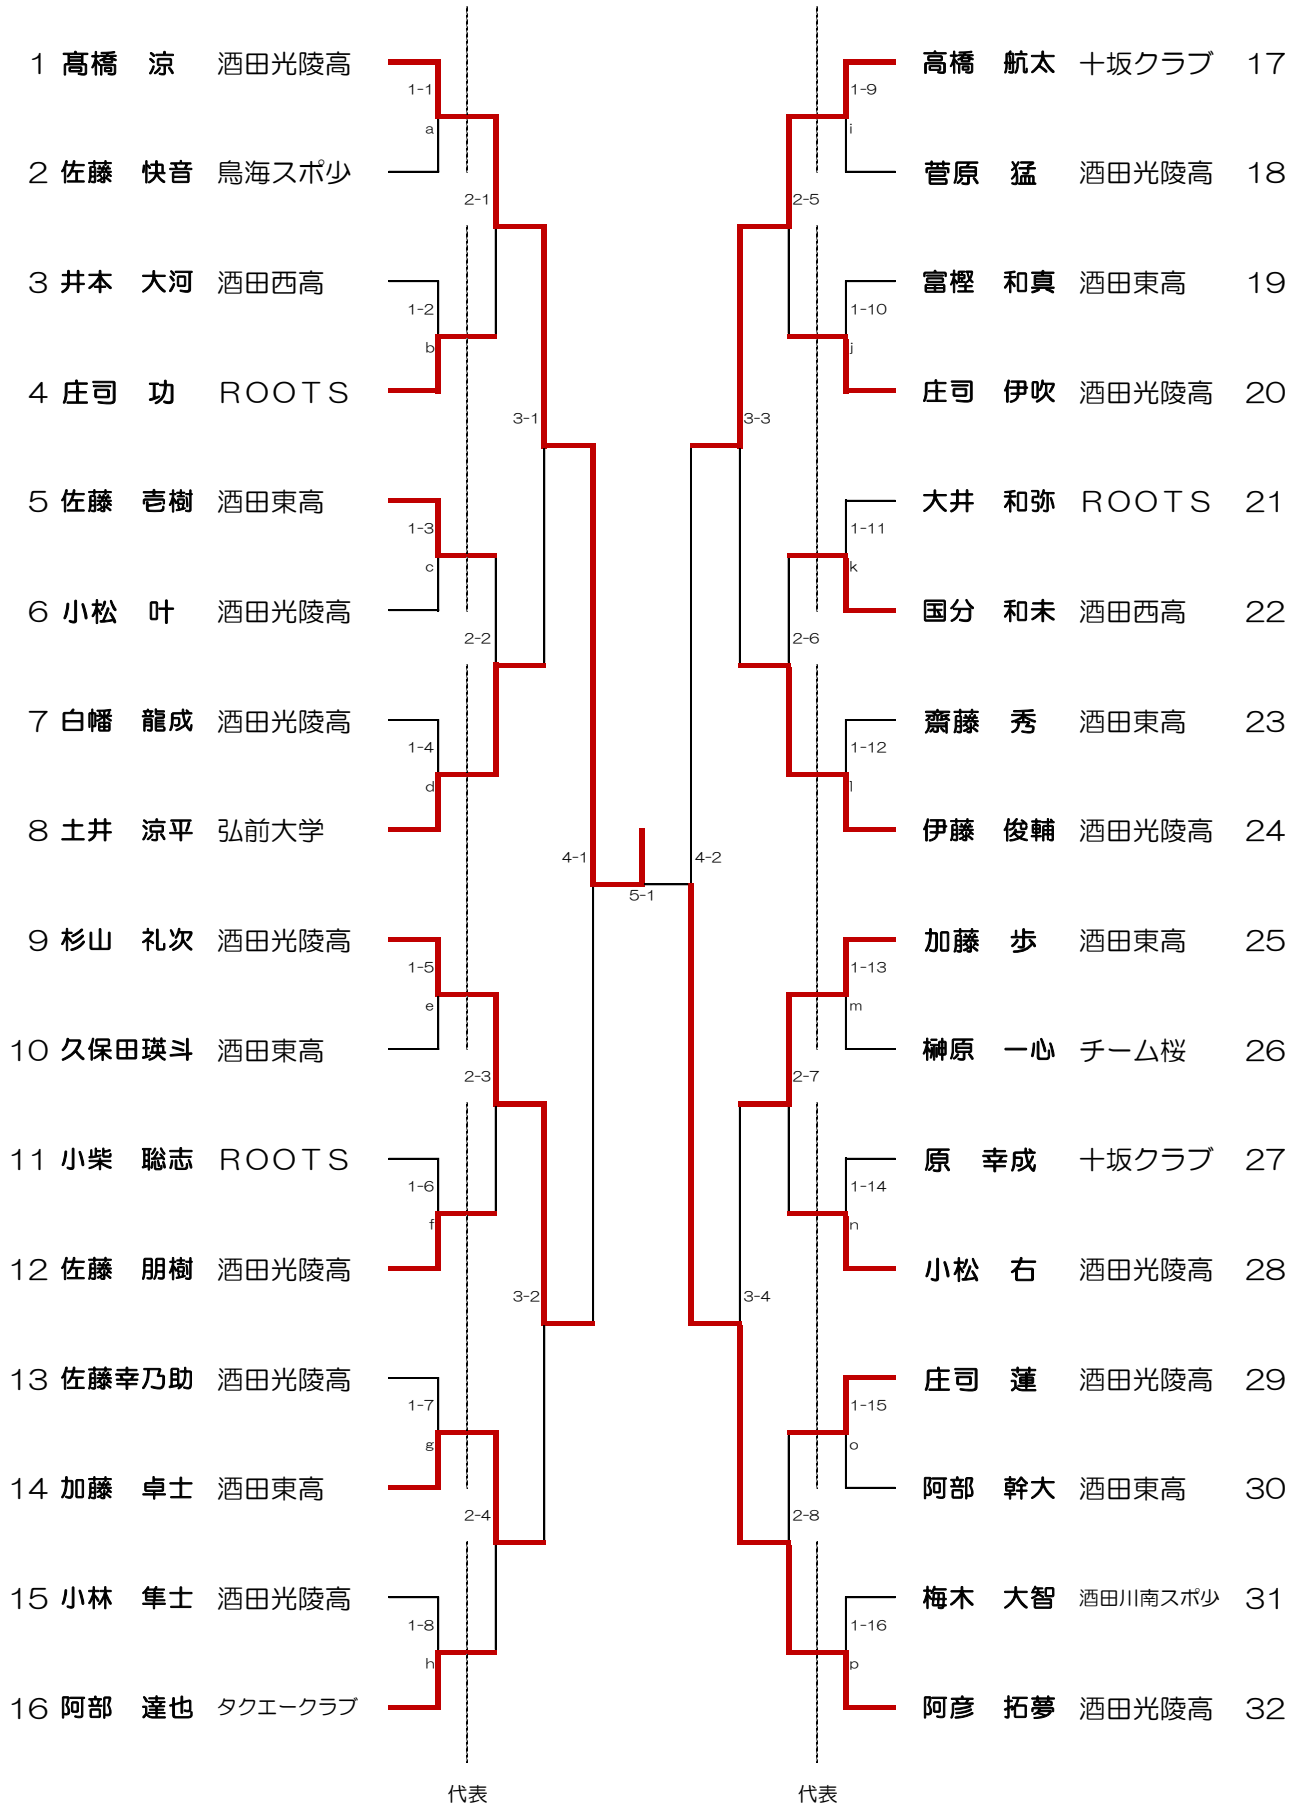 1 髙橋　涼 酒田光陵高
1-1
a
2 佐藤　快音 鳥海スポ少
2-1
3 井本　大河 酒田西高
1-2
b
4 庄司　功 ＲＯＯＴＳ
3-1
5 佐藤　壱樹 酒田東高
1-3
c
6 小松　叶 酒田光陵高
2-2
7 白幡　龍成 酒田光陵高
1-4
d
8 土井　涼平 弘前大学
4-1
9 杉山　礼次 酒田光陵高
1-5
e
10 久保田瑛斗 酒田東高
2-3
11 小柴　聡志 ＲＯＯＴＳ
1-6
f
12 佐藤　朋樹 酒田光陵高
3-2
13 佐藤幸乃助 酒田光陵高
1-7
g
14 加藤　卓士 酒田東高
2-4
15 小林　隼士 酒田光陵高
1-8
h
16 阿部　達也 タクエークラブ
代表
5-1
高橋　航太 十坂クラブ 17
1-9
i
菅原　猛 酒田光陵高 18
2-5
富樫　和真 酒田東高 19
1-10
j
庄司　伊吹 酒田光陵高 20
3-3
大井　和弥 ＲＯＯＴＳ 21
1-11
k
国分　和未 酒田西高 22
2-6
齋藤　秀 酒田東高 23
1-12
l
伊藤　俊輔 酒田光陵高 24
4-2
加藤　歩 酒田東高 25
1-13
m
榊原　一心 チーム桜 26
2-7
原　幸成 十坂クラブ 27
1-14
n
小松　右 酒田光陵高 28
3-4
庄司　蓮 酒田光陵高 29
1-15
o
阿部　幹大 酒田東高 30
2-8
梅木　大智 酒田川南スポ少 31
1-16
p
阿彦　拓夢 酒田光陵高 32
代表